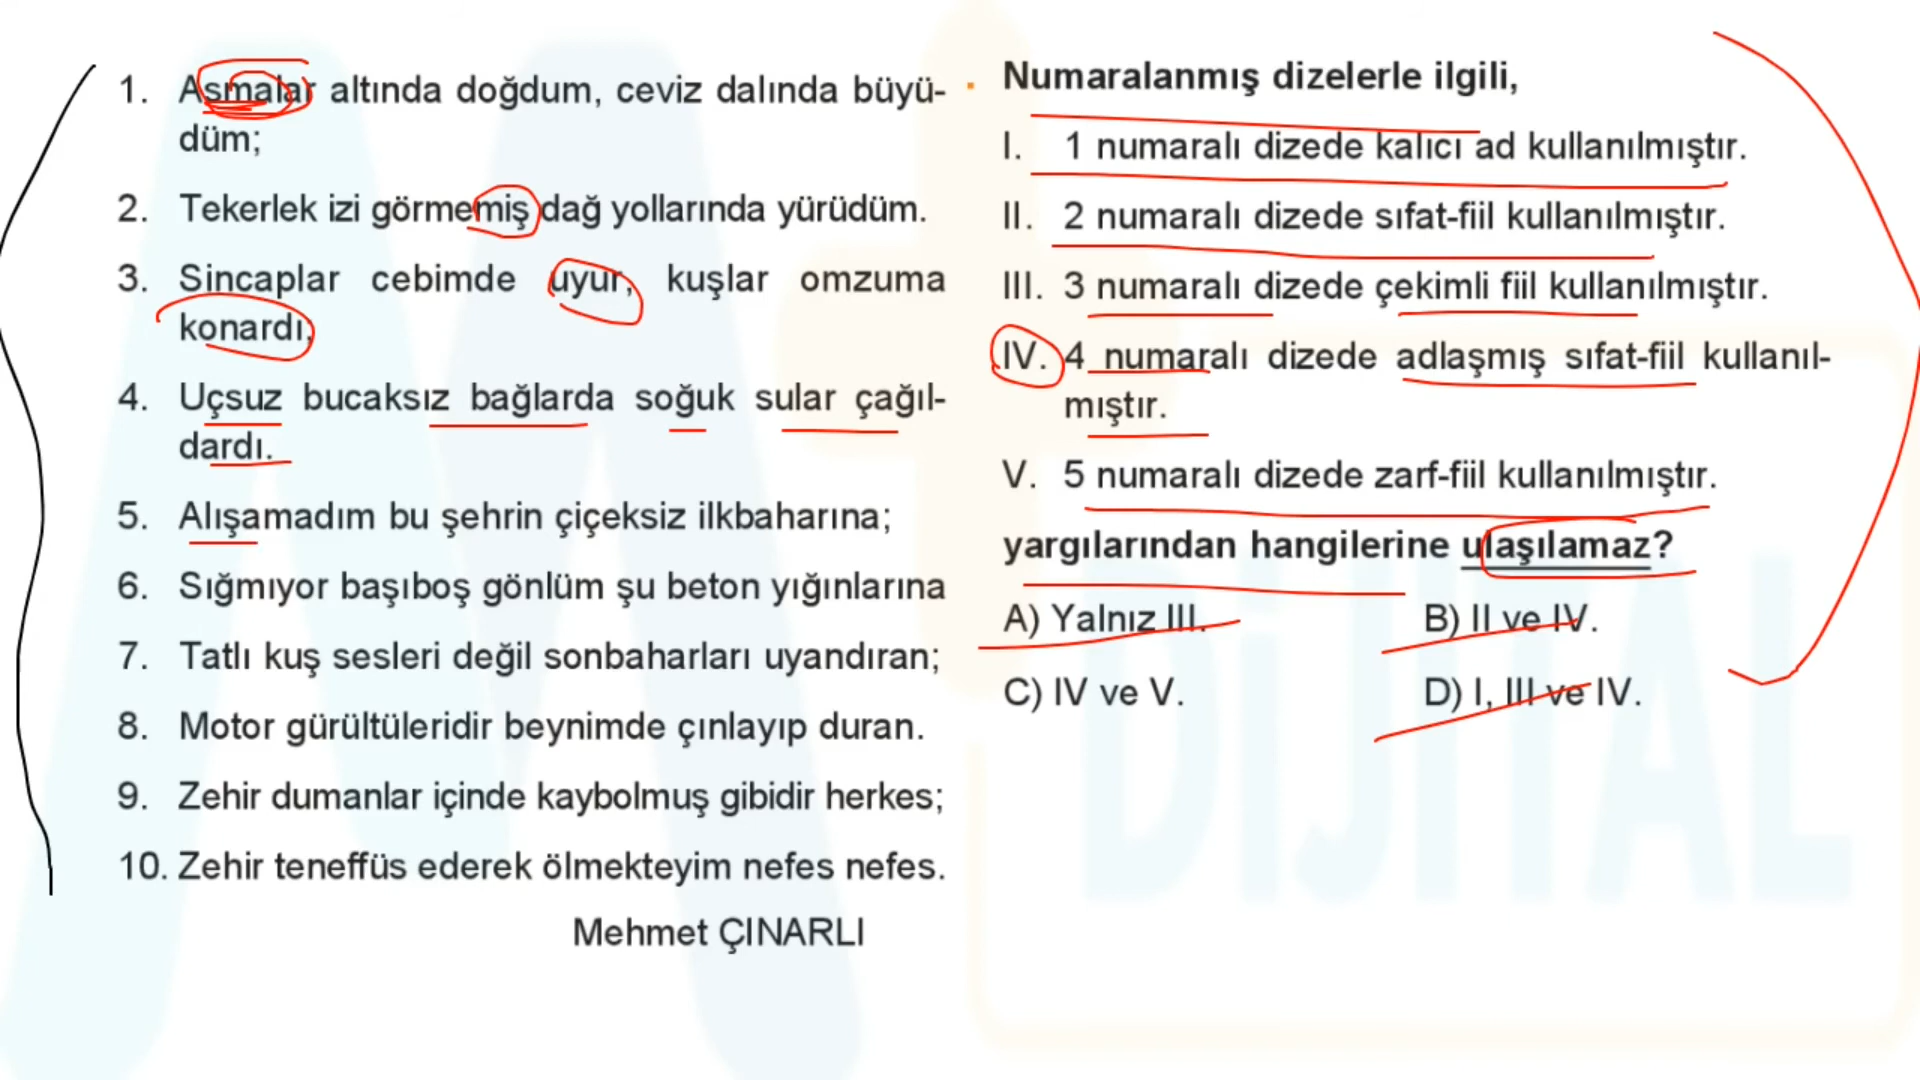 1. Asmalar altında doğdum, ceviz dalında büyü-
düm;
2. Tekerlek izi görmemiş dağ yollarında yürüdüm.
3. Sincaplar cebimde uyur, kuşlar omzuma
konardı;
4. Uçsuz bucaksız bağlarda soğuk sular çağıl-
dardı.
5. Alışamadım bu şehrin çiçeksiz ilkbaharına;
6. Sığmıyor başıboş gönlüm şu beton yığınlarına
7. Tatlı kuş sesleri değil sonbaharları uyandıran;
8. Motor gürültüleridir beynimde çınlayıp duran.
9. Zehir dumanlar içinde kaybolmuş gibidir herkes;
10. Zehir teneffüs ederek ölmekteyim nefes nefes.
Mehmet ÇINARLI
Numaralanmış dizelerle ilgili,
I. 1 numaralı dizede kalıcı ad kullanılmıştır.
II. 2 numaralı dizede sıfat-fiil kullanılmıştır.
III. 3 numaralı dizede çekimli fiil kullanılmıştır.
IV. 4 numaralı dizede adlaşmış sıfat-fiil kullanıl-
mıştır.
V. 5 numaralı dizede zarf-fiil kullanılmıştır.
yargılarından hangilerine ulaşılamaz?
A) Yalnız III. B) II ve IV.
C) IV ve V. D) I, III ve IV.
DİJİTAL